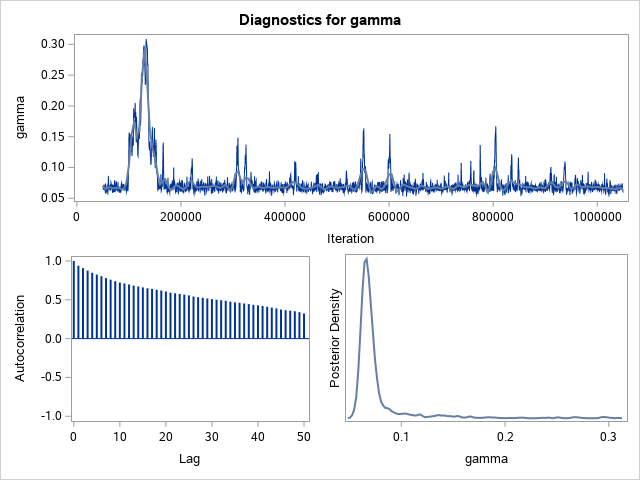 Diagnostics for gamma
gamma
0.30
0.25
0.20
0.15
0.10
0.05
0 200000 400000 600000 800000 1000000
Iteration
Autocorrelation
1.0
0.5
0.0
-0.5
-1.0
0 10 20 30 40 50
Lag
Posterior Density
0.1 0.2 0.3
gamma